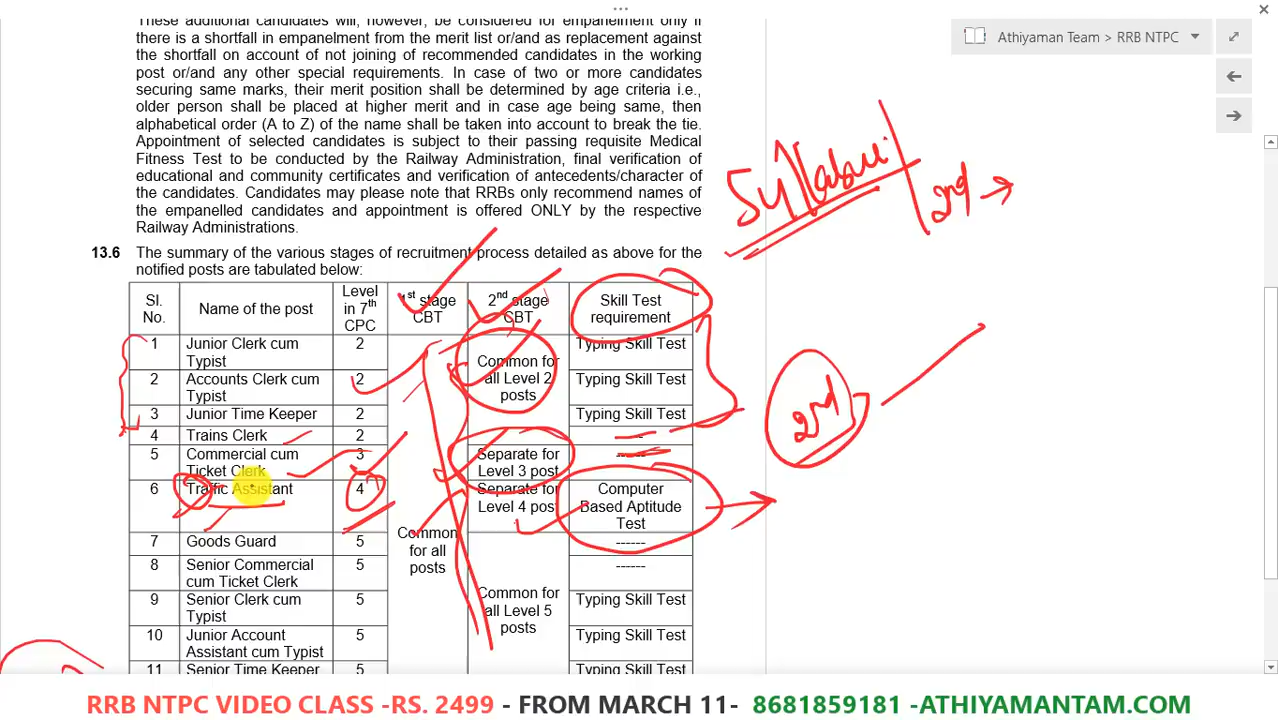 These additional candidates will, however, be considered for empanelment only if
there is a shortfall in empanelment from the merit list or/and as replacement against
the shortfall on account of not joining of recommended candidates in the working
post or/and any other special requirements. In case of two or more candidates
securing same marks, their merit position shall be determined by age criteria i.e.,
older person shall be placed at higher merit and in case age being same, then
alphabetical order (A to Z) of the name shall be taken into account to break the tie.
Appointment of selected candidates is subject to their passing requisite Medical
Fitness Test to be conducted by the Railway Administration, final verification of
educational and community certificates and verification of antecedents/character of
the candidates. Candidates may please note that RRBs only recommend names of
the empanelled candidates and appointment is offered ONLY by the respective
Railway Administrations.
13.6 The summary of the various stages of recruitment process detailed as above for the
notified posts are tabulated below:
Sl. No. Name of the post Level in 7th CPC 1st stage CBT 2nd stage CBT Skill Test requirement
1 Junior Clerk cum Typist 2 Typing Skill Test
2 Accounts Clerk cum Typist 2 Common for all Level 2 posts Typing Skill Test
3 Junior Time Keeper 2 Typing Skill Test
4 Trains Clerk 2
5 Commercial cum Ticket Clerk 3 Separate for Level 3 post ------
6 Traffic Assistant 4 Separate for Level 4 post Computer Based Aptitude Test
Common for all posts
7 Goods Guard 5 ------
8 Senior Commercial cum Ticket Clerk 5 ------
Common for all Level 5 posts
9 Senior Clerk cum Typist 5 Typing Skill Test
10 Junior Account Assistant cum Typist 5 Typing Skill Test
11 Senior Time Keeper 5 Typing Skill Test
Athiyaman Team > RRB NTPC
Syllabus
2nd
2nd
RRB NTPC VIDEO CLASS -RS. 2499 - FROM MARCH 11- 8681859181 -ATHIYAMANTAM.COM